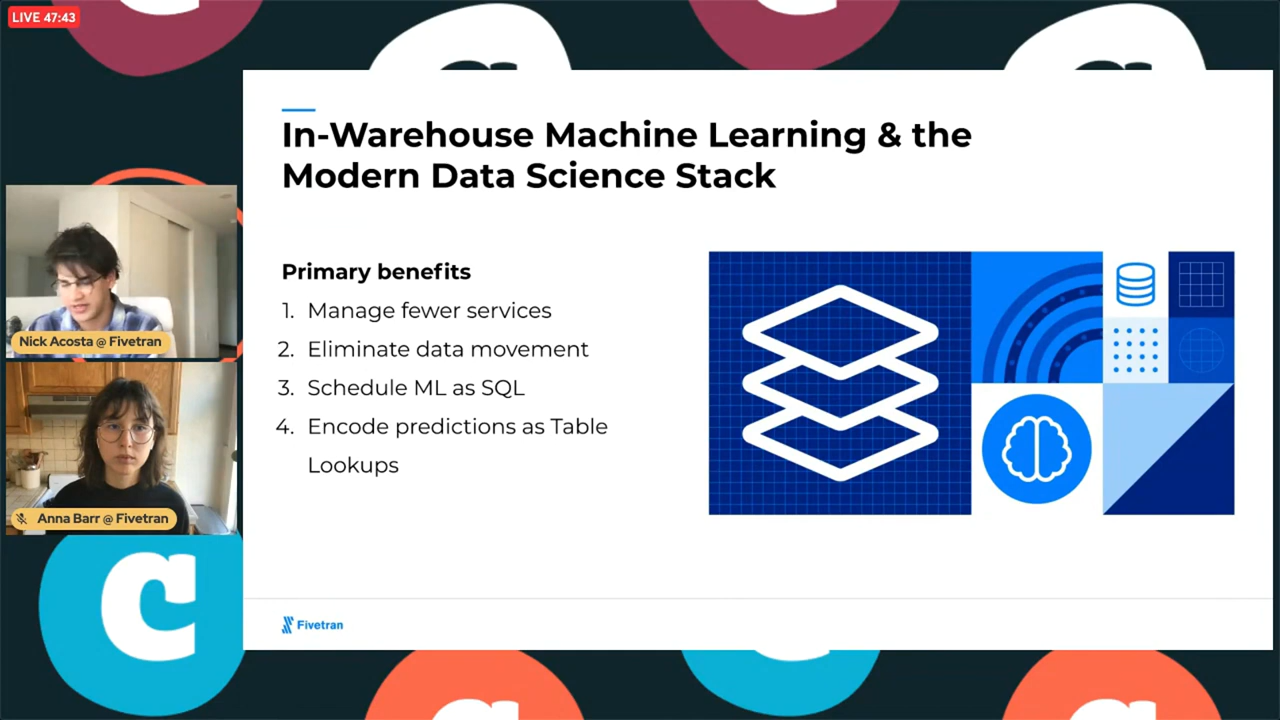 LIVE 47:43
In-Warehouse Machine Learning & the
Modern Data Science Stack
Primary benefits
1. Manage fewer services
2. Eliminate data movement
3. Schedule ML as SQL
4. Encode predictions as Table
Lookups
Nick Acosta @ Fivetran
Anna Barr @ Fivetran
Fivetran